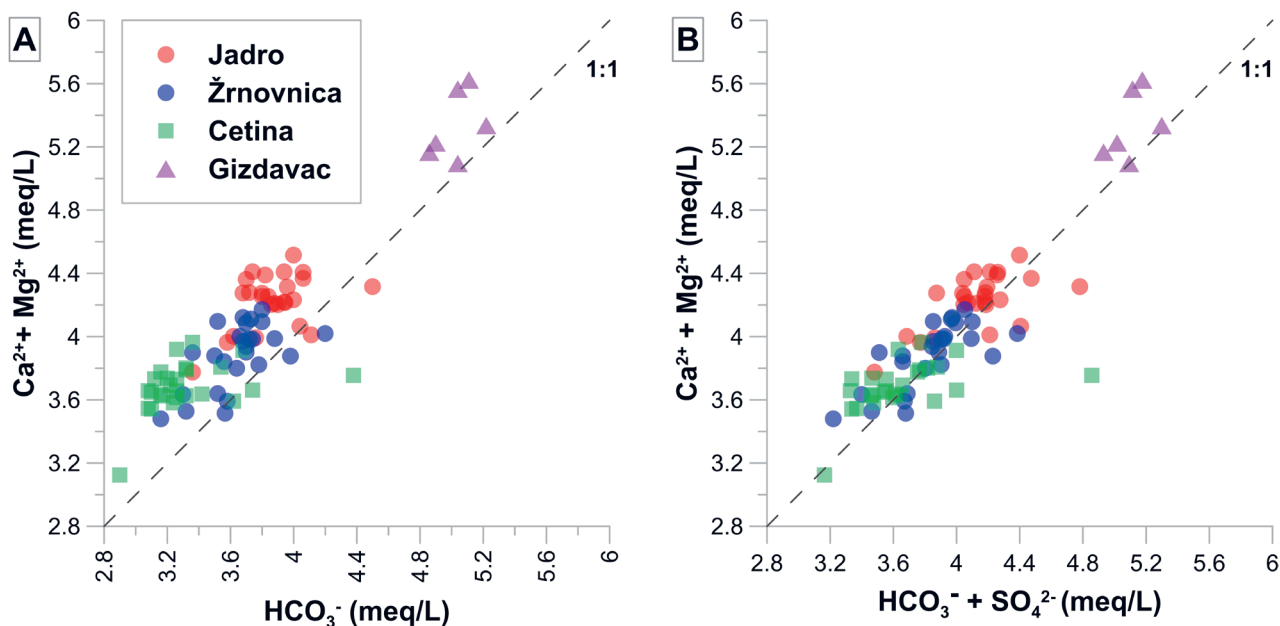 A
Jadro
Žrnovnica
Cetina
Gizdavac
1:1
Ca²⁺+ Mg²⁺ (meq/L)
6
5.6
5.2
4.8
4.4
4
3.6
3.2
2.8
2.8
3.2
3.6
4
4.4
4.8
5.2
5.6
6
HCO₃⁻ (meq/L)
B
1:1
Ca²⁺ + Mg²⁺ (meq/L)
6
5.6
5.2
4.8
4.4
4
3.6
3.2
2.8
2.8 3.2 3.6 4 4.4 4.8 5.2 5.6 6
HCO₃⁻ + SO₄²⁻ (meq/L)